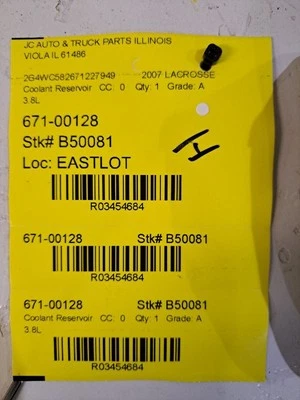 JC AUTO & TRUCK PARTS ILLINOIS
VIOLA IL 61486
2G4WC582671227949 2007 LACROSSE
Coolant Reservoir CC: 0 Qty: 1 Grade: A
3.8L
671-00128
Stk# B50081
Loc: EASTLOT
R03454684
671-00128 Stk# B50081
R03454684
671-00128 Stk# B50081
Coolant Reservoir CC: 0 Qty: 1 Grade: A
3.8L
R03454684